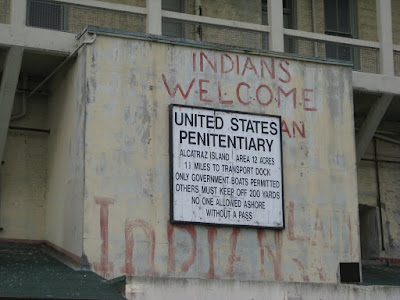 INDIANS
WELCOME
UNITED STATES
PENITENTIARY
ALCATRAZ ISLAND AREA 12 ACRES
1½ MILES TO TRANSPORT DOCK
ONLY GOVERNMENT BOATS PERMITTED
OTHERS MUST KEEP OFF 200 YARDS
NO ONE ALLOWED ASHORE
WITHOUT A PASS
INDIAN